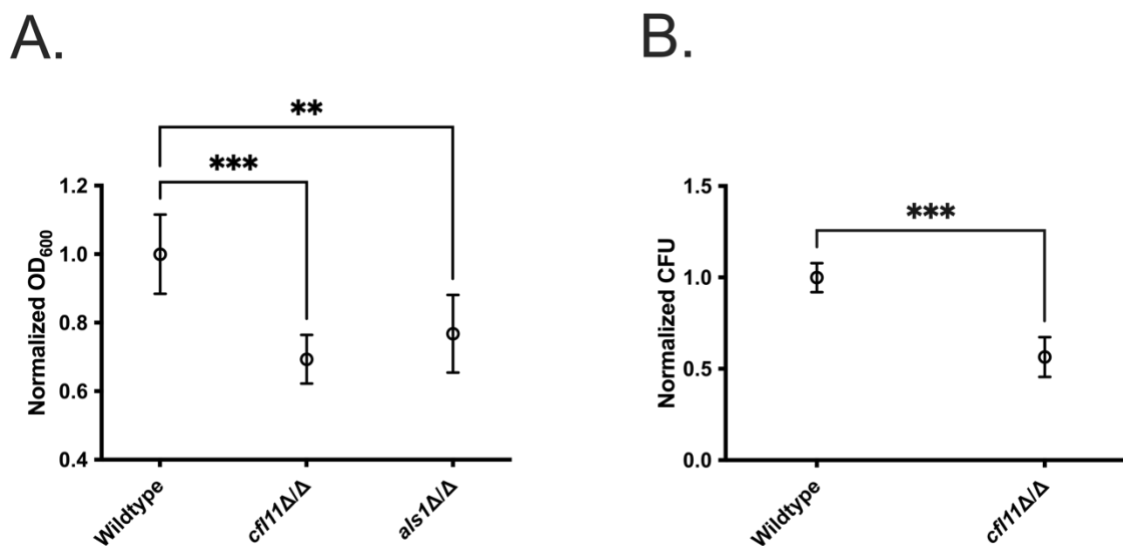 A.
B.
**
***
1.2
1.0
0.8
0.6
0.4
Normalized OD600
Wildtype
cfl11Δ/Δ
als1Δ/Δ
***
1.5
1.0
0.5
0.0
Normalized CFU
Wildtype
cfl11Δ/Δ